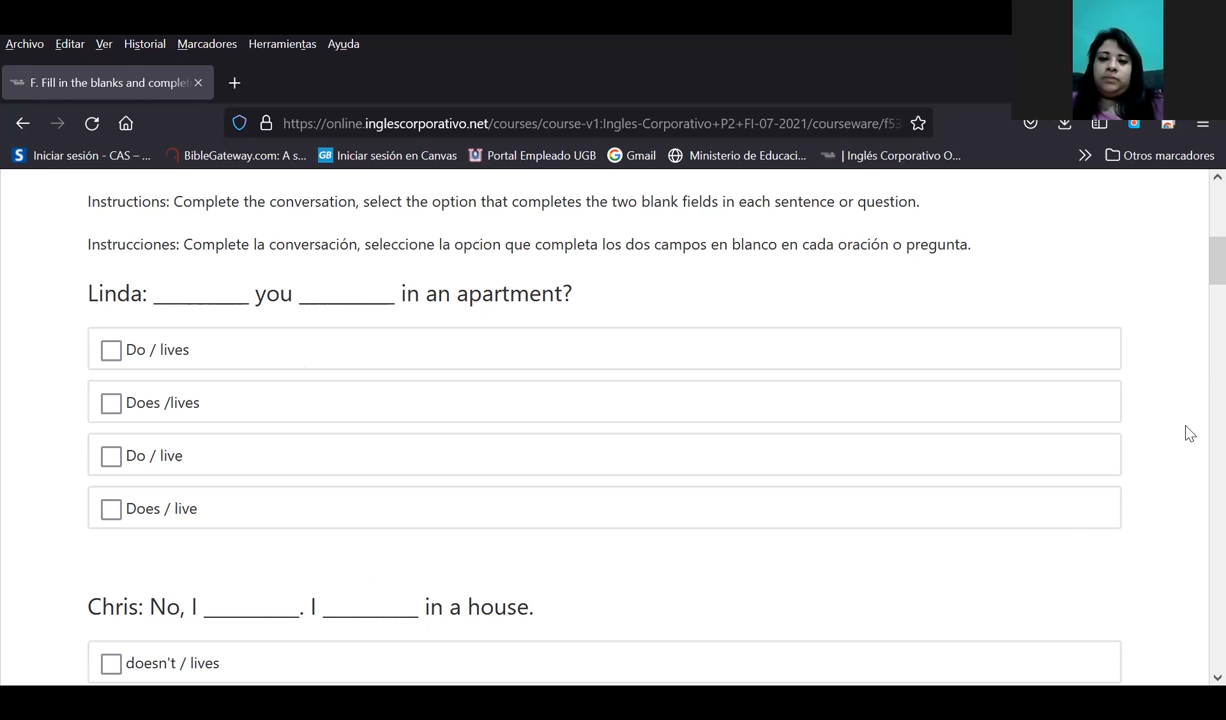 Archivo Editar Ver Historial Marcadores Herramientas Ayuda
F. Fill in the blanks and complet
https://online.inglescorporativo.net/courses/course-v1:Ingles-Corporativo+P2+FI-07-2021/courseware/f53
S Iniciar sesión - CAS – ... BibleGateway.com: A s... GB Iniciar sesión en Canvas Portal Empleado UGB Gmail Ministerio de Educaci... | Inglés Corporativo O... Otros marcadores
Instructions: Complete the conversation, select the option that completes the two blank fields in each sentence or question.
Instrucciones: Complete la conversación, seleccione la opcion que completa los dos campos en blanco en cada oración o pregunta.
Linda: _________ you _________ in an apartment?
Do / lives
Does /lives
Do / live
Does / live
Chris: No, I _________. I _________ in a house.
doesn't / lives